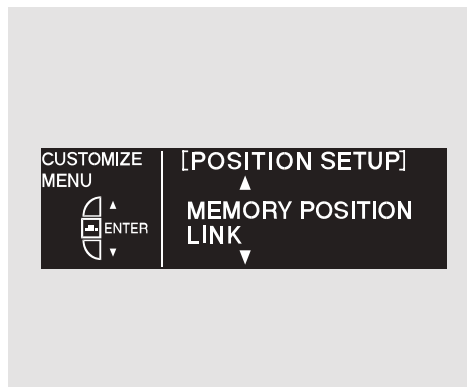 CUSTOMIZE
MENU
ENTER
[POSITION SETUP]
MEMORY POSITION
LINK